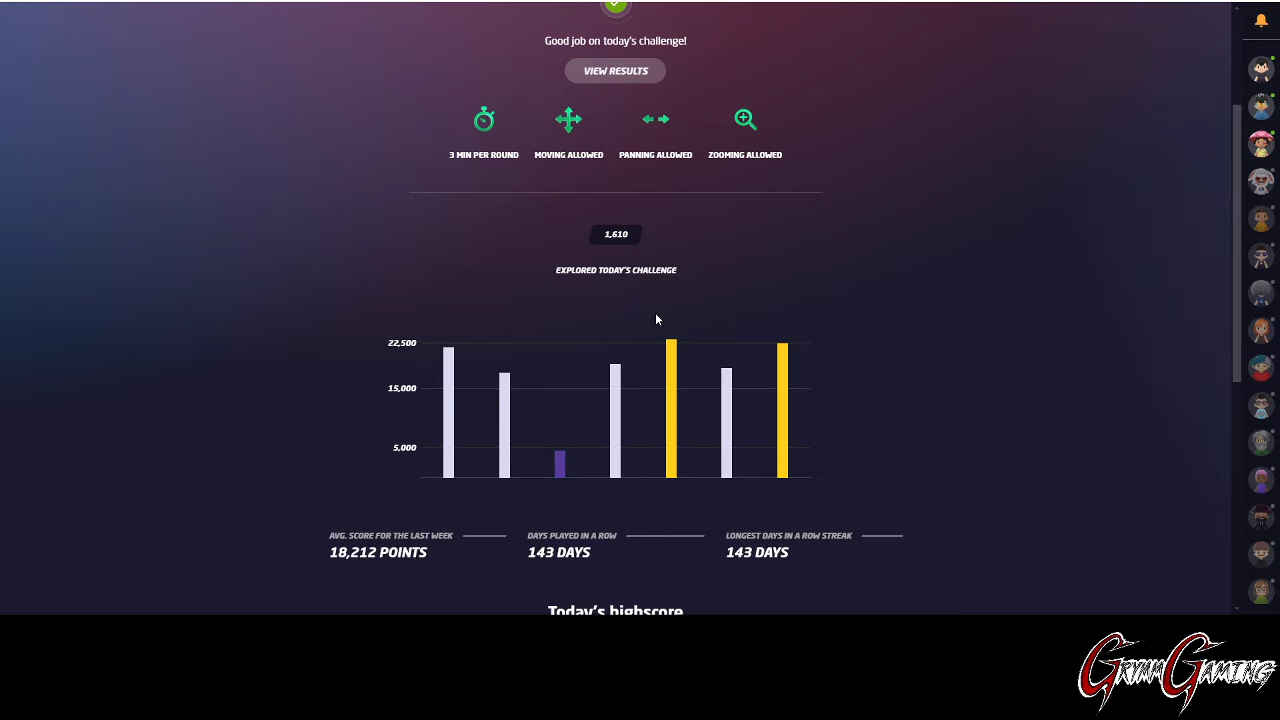 Good job on today's challenge!
VIEW RESULTS
3 MIN PER ROUND MOVING ALLOWED PANNING ALLOWED ZOOMING ALLOWED
1,610
EXPLORED TODAY'S CHALLENGE
22,500
15,000
5,000
AVG. SCORE FOR THE LAST WEEK DAYS PLAYED IN A ROW LONGEST DAYS IN A ROW STREAK
18,212 POINTS 143 DAYS 143 DAYS
Today's highscore
GRIMMGAMING